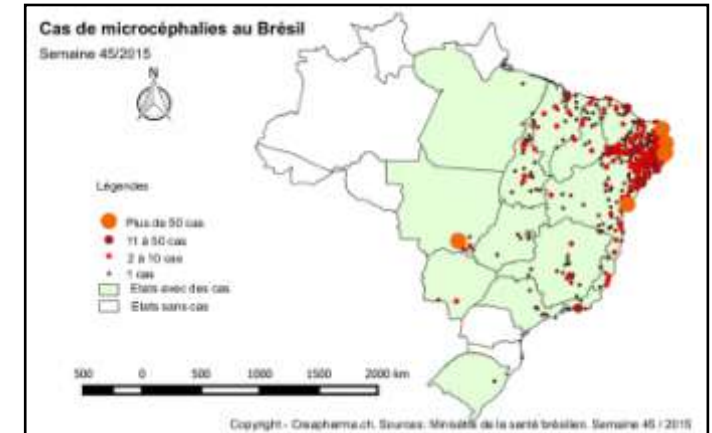 Cas de microcéphalies au Brésil
Semaine 45/2015
N
Légendes
Plus de 50 cas
11 à 50 cas
2 à 10 cas
1 cas
Etats avec des cas
Etats sans cas
500 0 500 1000 1500 2000 km
Copyright - Creapharma.ch. Sources: Ministère de la santé brésilien. Semaine 45 / 2015